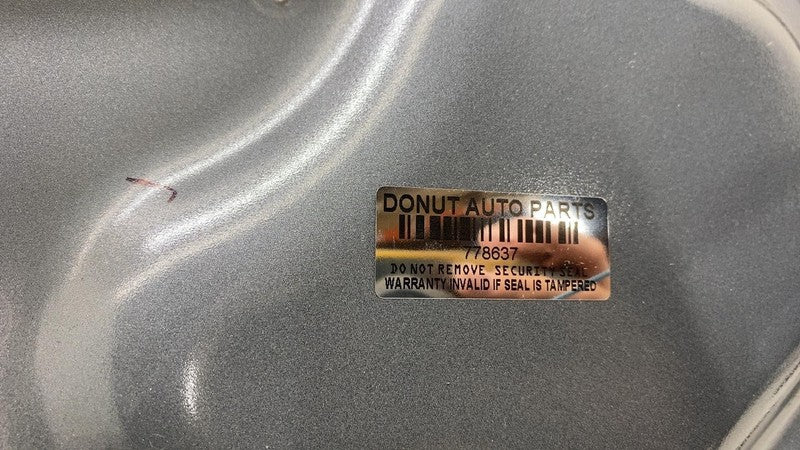 DONUT AUTO PARTS
778637
DO NOT REMOVE SECURITY SEAL
WARRANTY INVALID IF SEAL IS TAMPERED